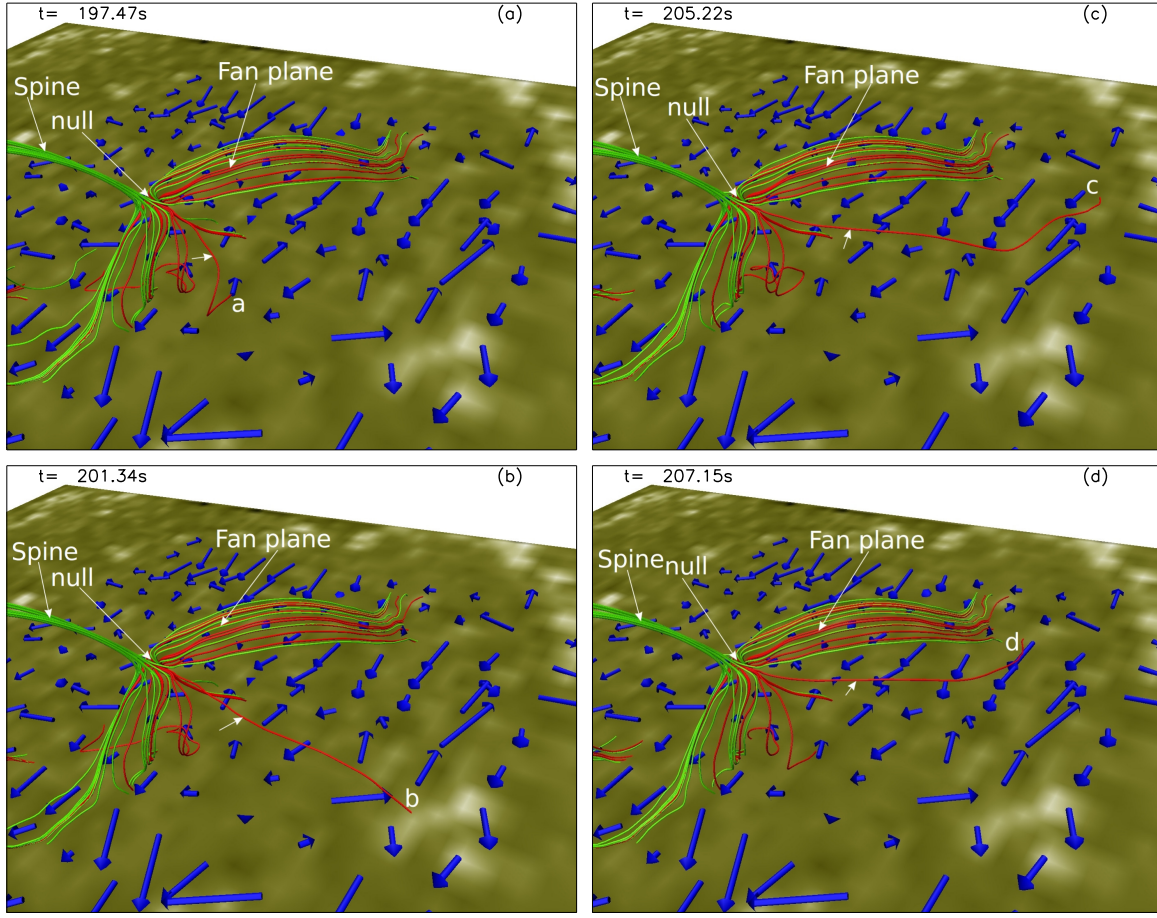 t= 197.47s (a)
Fan plane
Spine
null
a
t= 205.22s (c)
Fan plane
Spine
null
c
t= 201.34s (b)
Fan plane
Spine
null
b
t= 207.15s (d)
Fan plane
Spine null
d